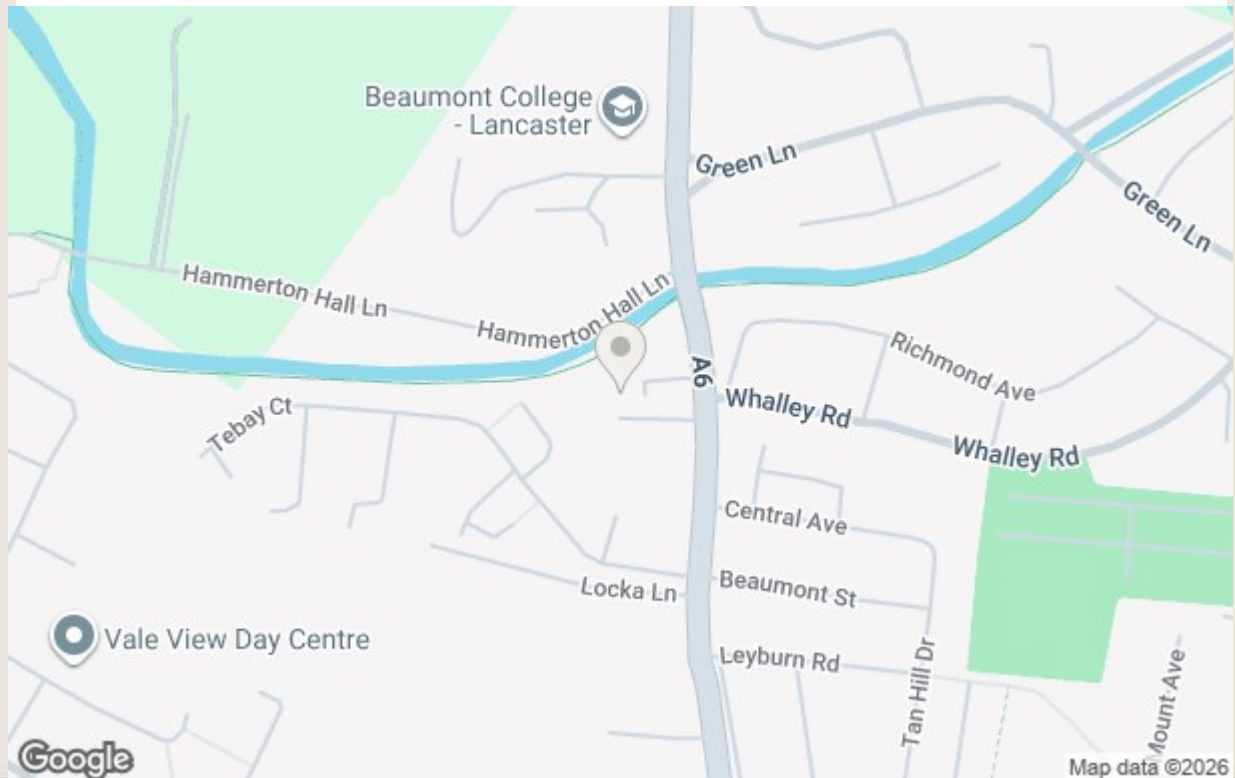 Beaumont College
- Lancaster
Green Ln
Green Ln
Hammerton Hall Ln
Hammerton Hall Ln
A6
Richmond Ave
Whalley Rd
Whalley Rd
Tebay Ct
Central Ave
Locka Ln
Beaumont St
Vale View Day Centre
Leyburn Rd
Tan Hill Dr
Mount Ave
Google
Map data ©2026